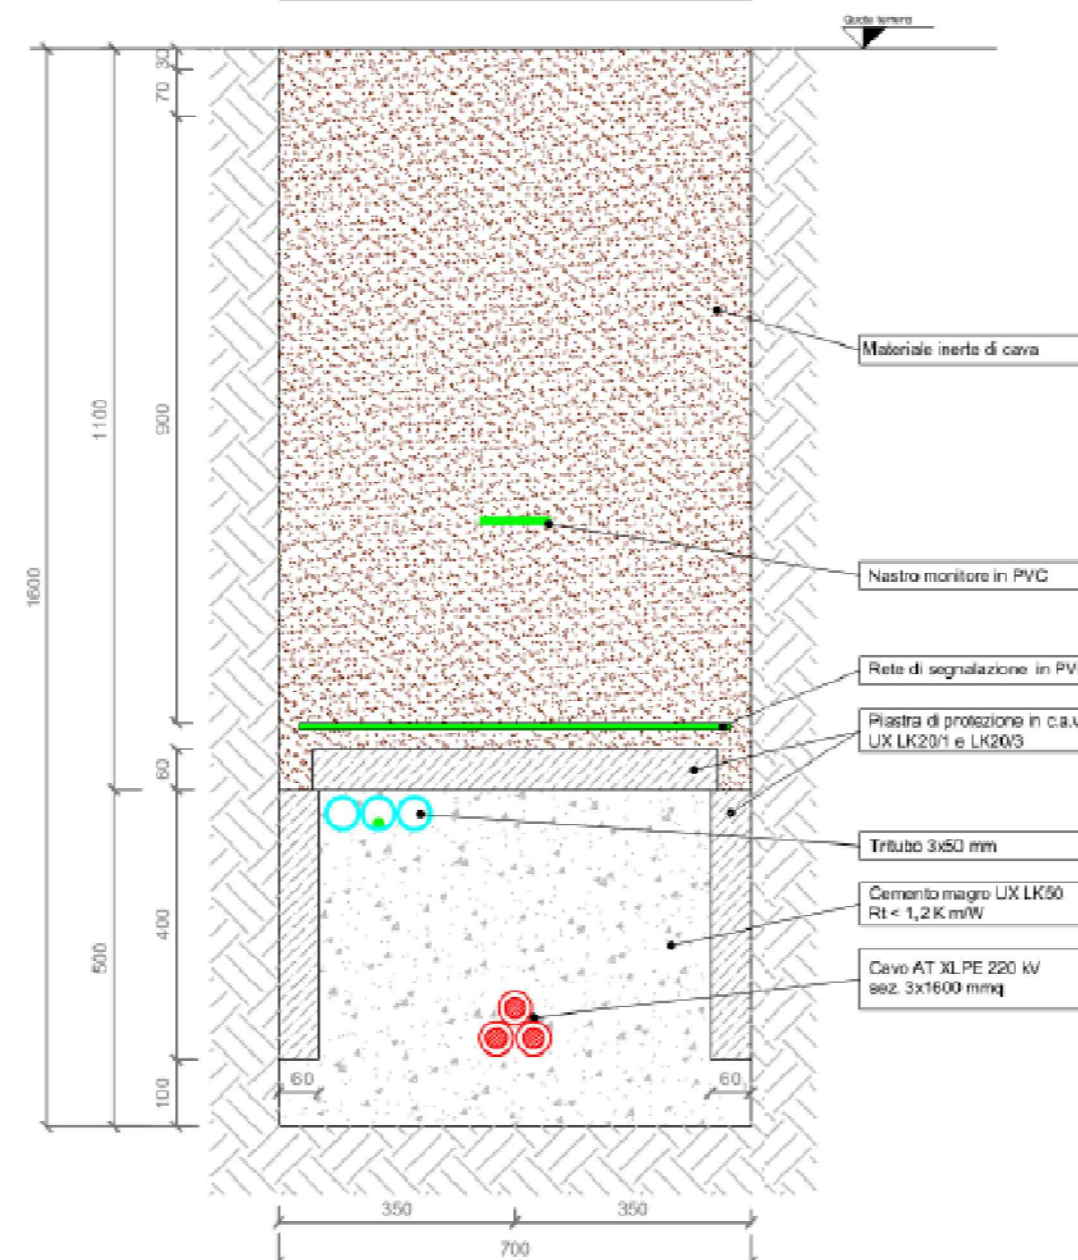 Quota terreno
30
70
1100
900
1600
60
500
400
100
60
60
350
350
700
Materiale inerte di cava
Nastro monitore in PVC
Rete di segnalazione in PV
Piastra di protezione in c.a.v
UX LK20/1 e LK20/3
Tritubo 3x50 mm
Cemento magro UX LK50
Rt < 1,2 K m/W
Cavo AT XLPE 220 kV
sez. 3x1600 mmq